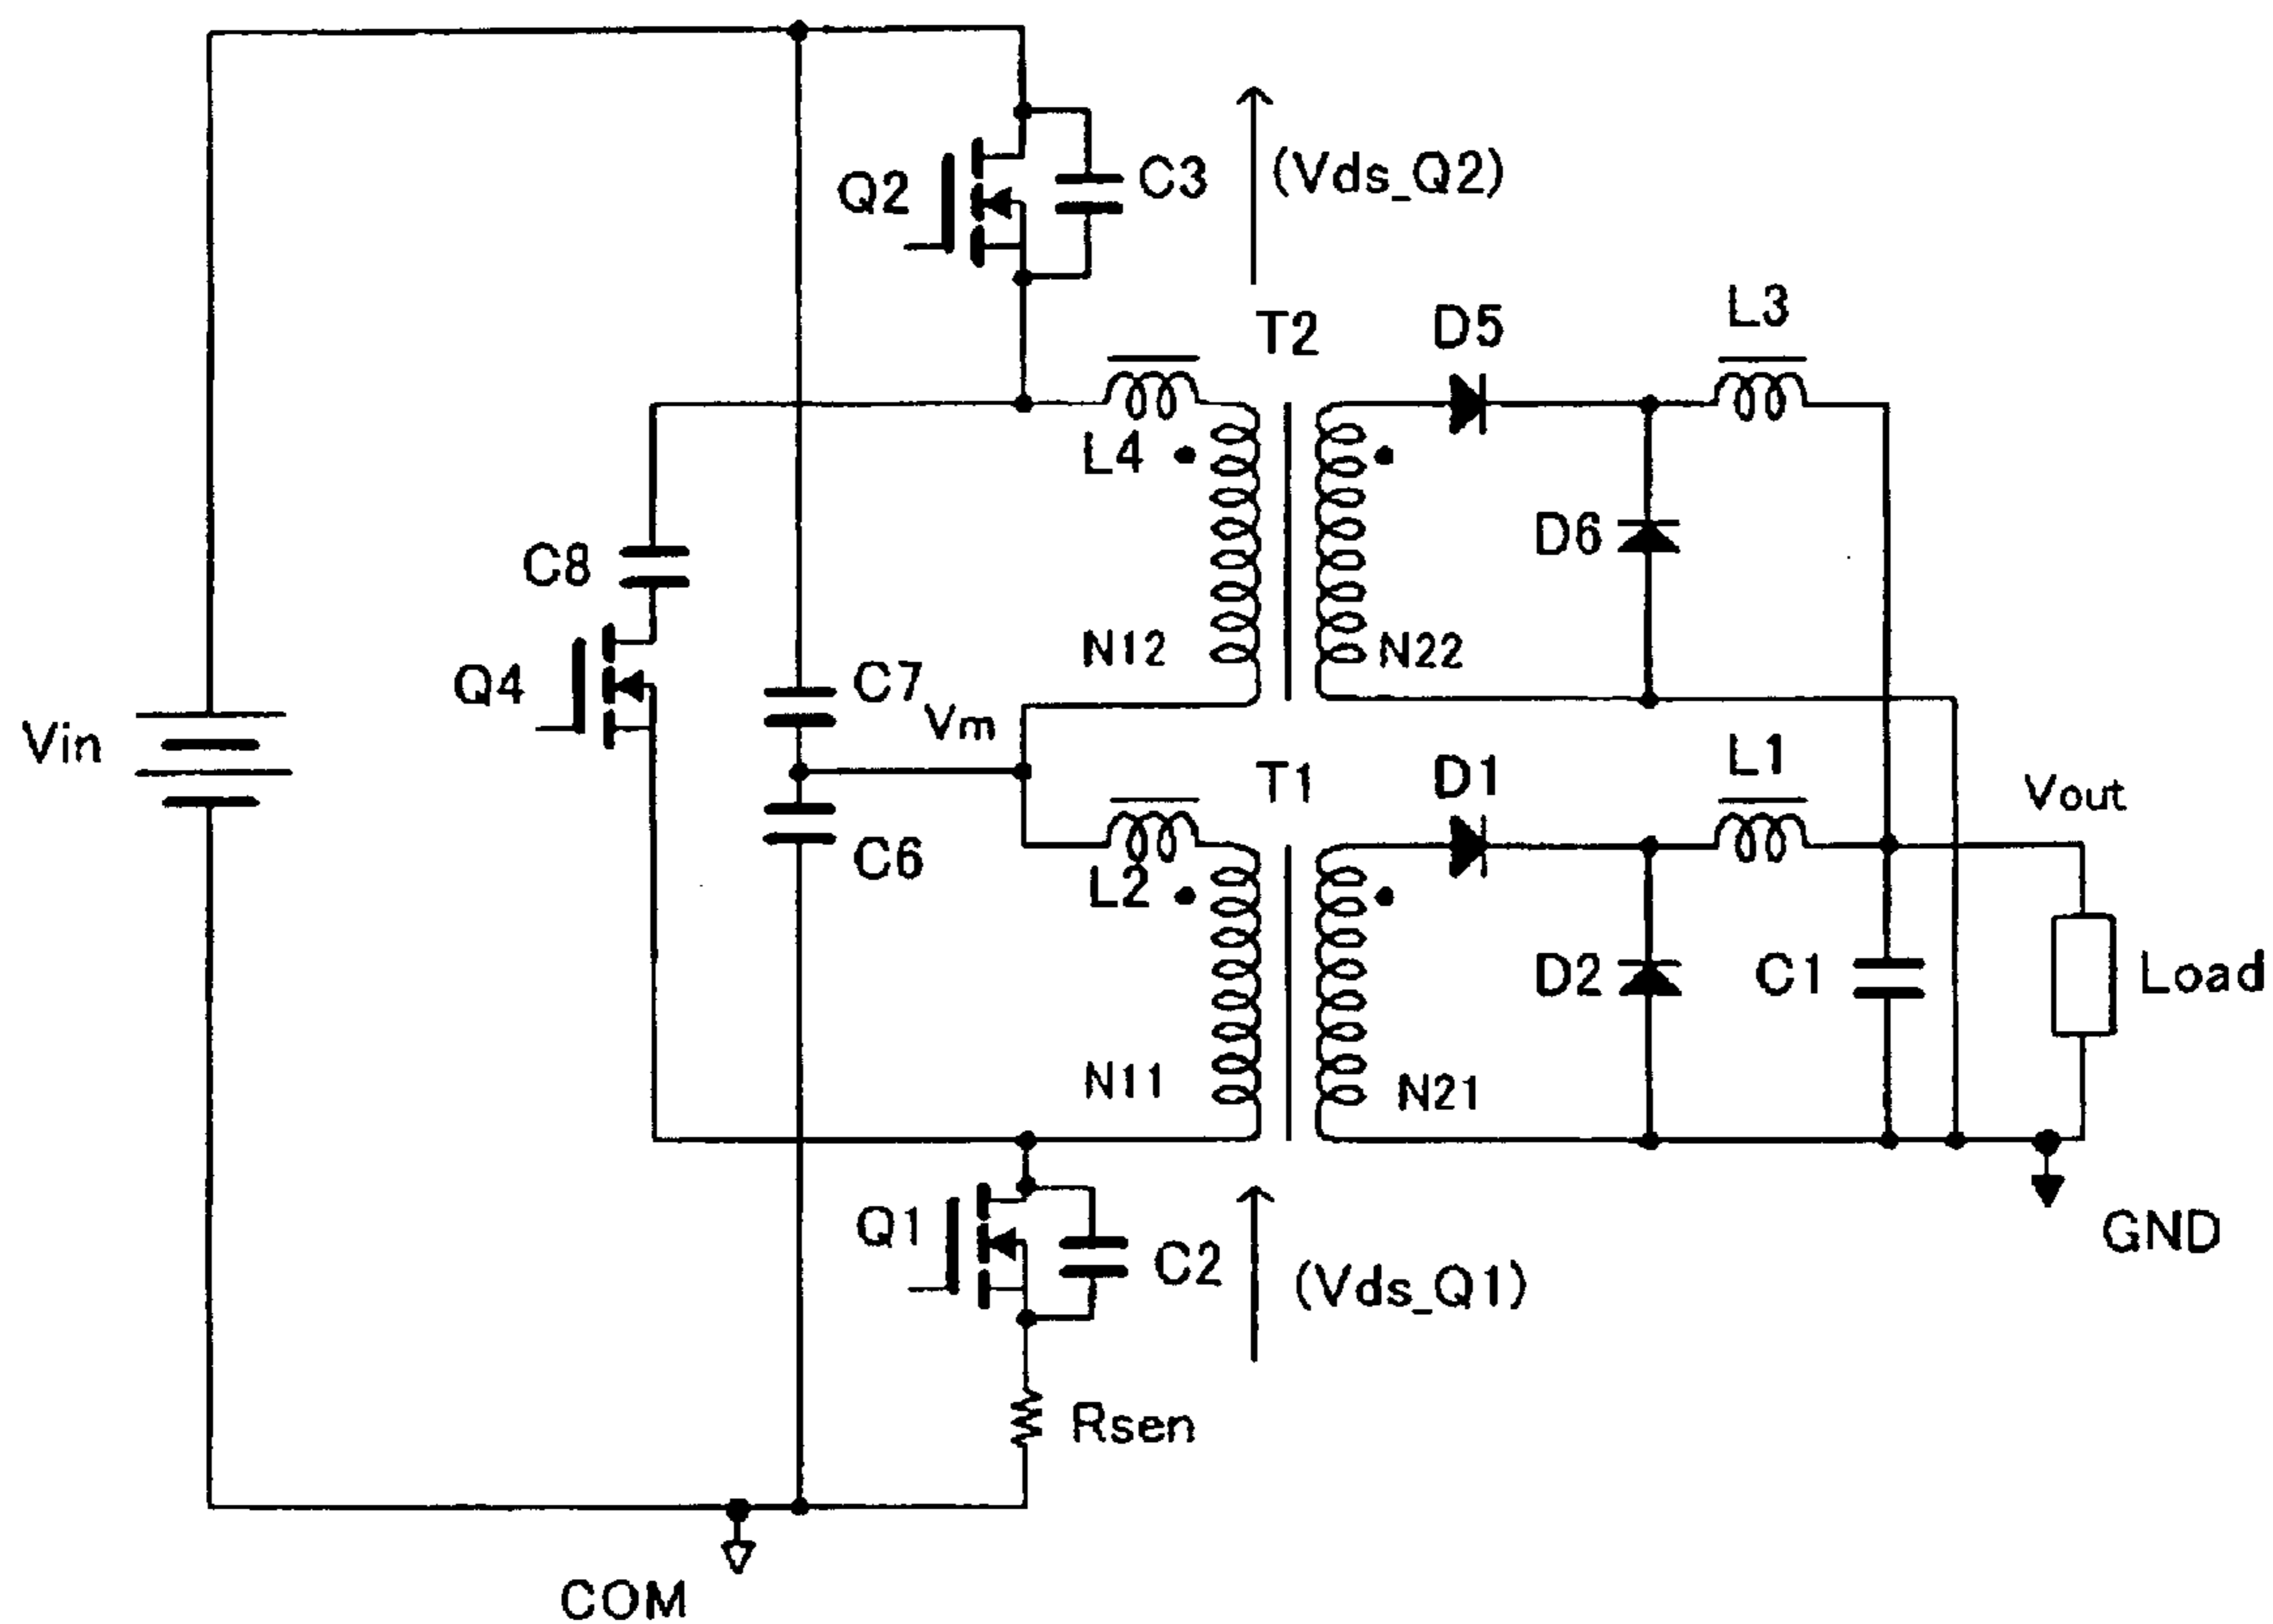 Q2
C3
(Vds_Q2)
T2
D5
L3
L4
D6
C8
N12
N22
Q4
C7
Vm
Vin
T1
D1
L1
Vout
C6
L2
D2
C1
Load
N11
N21
Q1
C2
(Vds_Q1)
GND
Rsen
COM